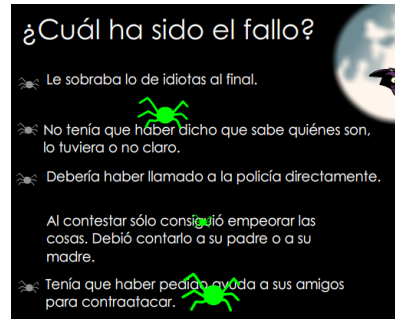 ¿Cuál ha sido el fallo?
Le sobraba lo de idiotas al final.
No tenía que haber dicho que sabe quiénes son,
lo tuviera o no claro.
Debería haber llamado a la policía directamente.
Al contestar sólo consiguió empeorar las
cosas. Debió contarlo a su padre o a su
madre.
Tenía que haber pedido ayuda a sus amigos
para contraatacar.